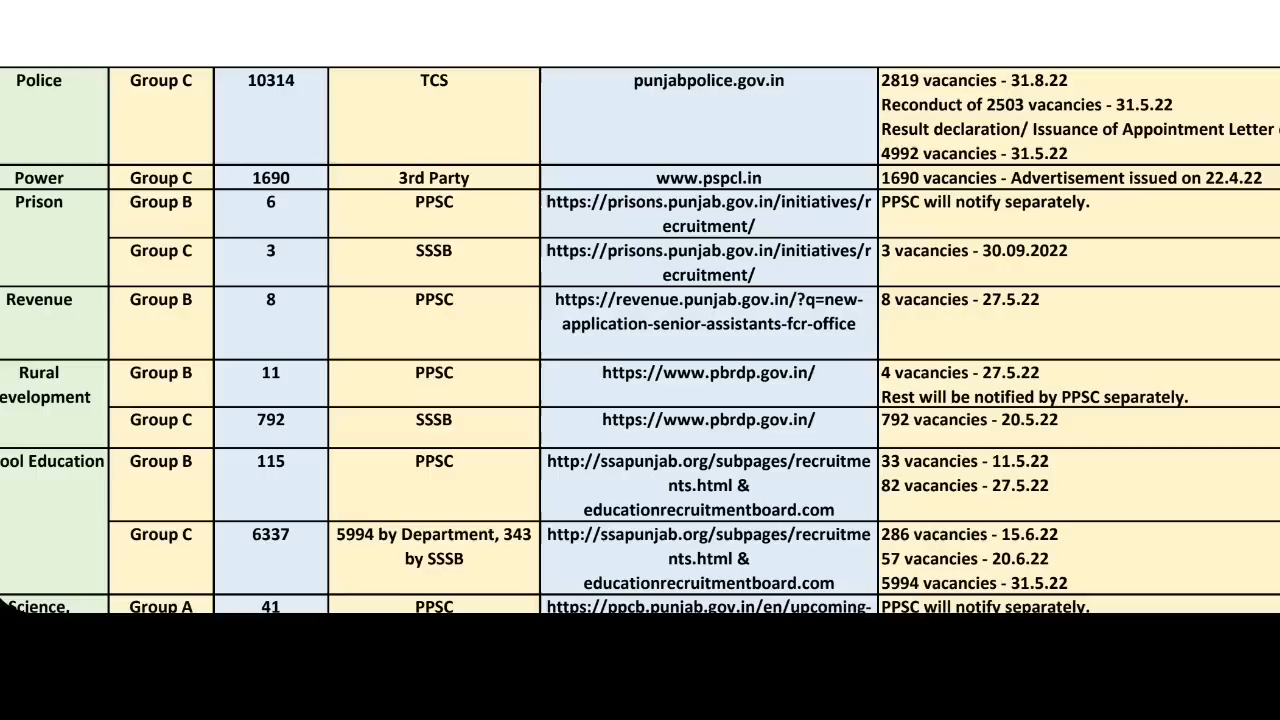 Police Group C 10314 TCS punjabpolice.gov.in 2819 vacancies - 31.8.22
Reconduct of 2503 vacancies - 31.5.22
Result declaration/ Issuance of Appointment Letter
4992 vacancies - 31.5.22
Power Group C 1690 3rd Party www.pspcl.in 1690 vacancies - Advertisement issued on 22.4.22
Prison Group B 6 PPSC https://prisons.punjab.gov.in/initiatives/r PPSC will notify separately.
ecruitment/
Group C 3 SSSB https://prisons.punjab.gov.in/initiatives/r 3 vacancies - 30.09.2022
ecruitment/
Revenue Group B 8 PPSC https://revenue.punjab.gov.in/?q=new- 8 vacancies - 27.5.22
application-senior-assistants-fcr-office
Rural Group B 11 PPSC https://www.pbrdp.gov.in/ 4 vacancies - 27.5.22
evelopment Rest will be notified by PPSC separately.
Group C 792 SSSB https://www.pbrdp.gov.in/ 792 vacancies - 20.5.22
ool Education Group B 115 PPSC http://ssapunjab.org/subpages/recruitme 33 vacancies - 11.5.22
nts.html & 82 vacancies - 27.5.22
educationrecruitmentboard.com
Group C 6337 5994 by Department, 343 http://ssapunjab.org/subpages/recruitme 286 vacancies - 15.6.22
by SSSB nts.html & 57 vacancies - 20.6.22
educationrecruitmentboard.com 5994 vacancies - 31.5.22
Science, Group A 41 PPSC https://ppcb.punjab.gov.in/en/upcoming- PPSC will notify separately.